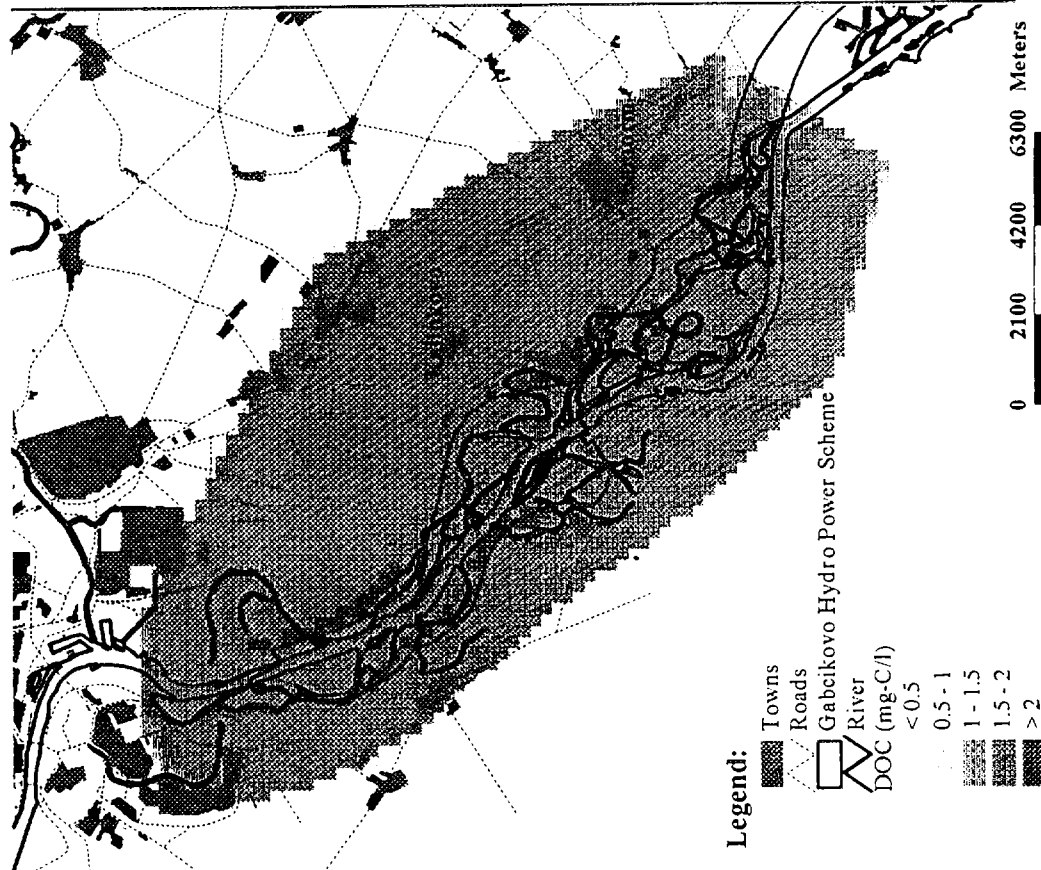 Legend:
Towns
Roads
Gabcikovo Hydro Power Scheme
River
DOC (mg-C/l)
< 0.5
0.5 - 1
1 - 1.5
1.5 - 2
> 2
0 2100 4200 6300 Meters